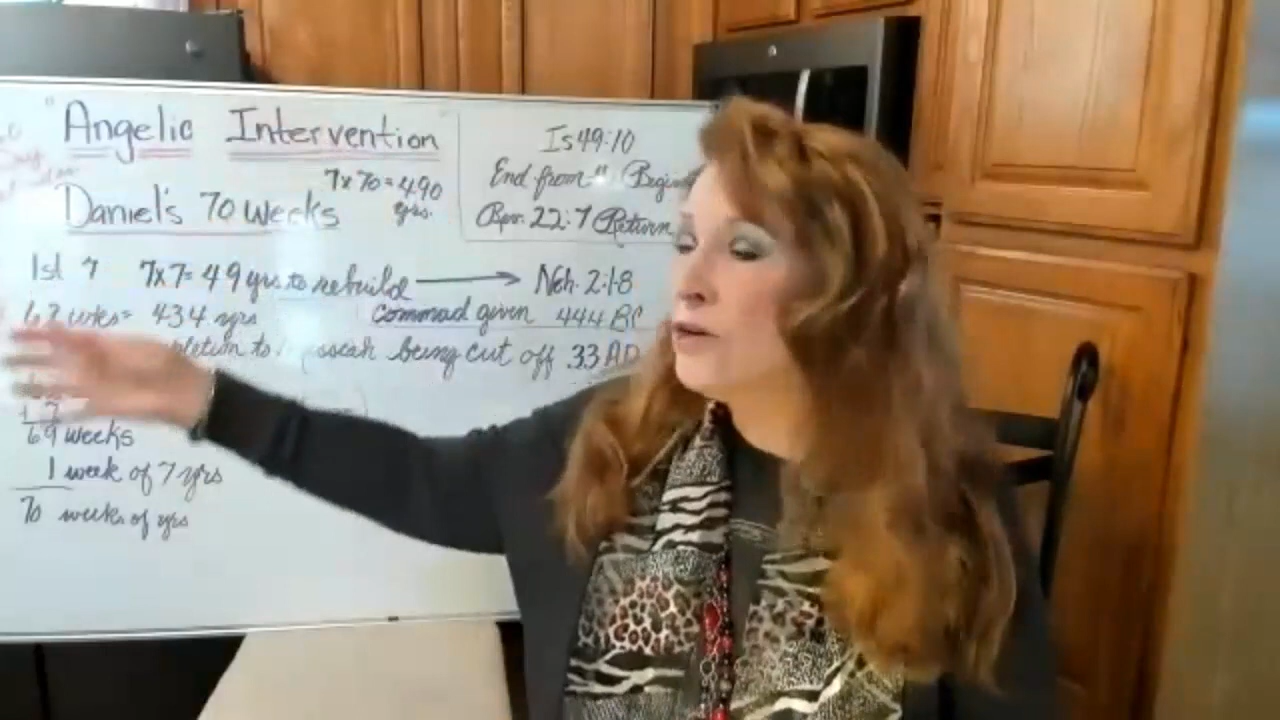 "Angelic Intervention"
7x70=490
yrs.
Daniel's 70 Weeks
Is 49:10
End from "
Rev. 22:7 Return
1st 7 7x7=49 yrs. to rebuild → Neh. 2:1-8
62 wks= 434 yrs Commad given 444 BC
being cut off 33 AD
+ 7
69 weeks
1 week of 7 yrs
70 weeks of yrs